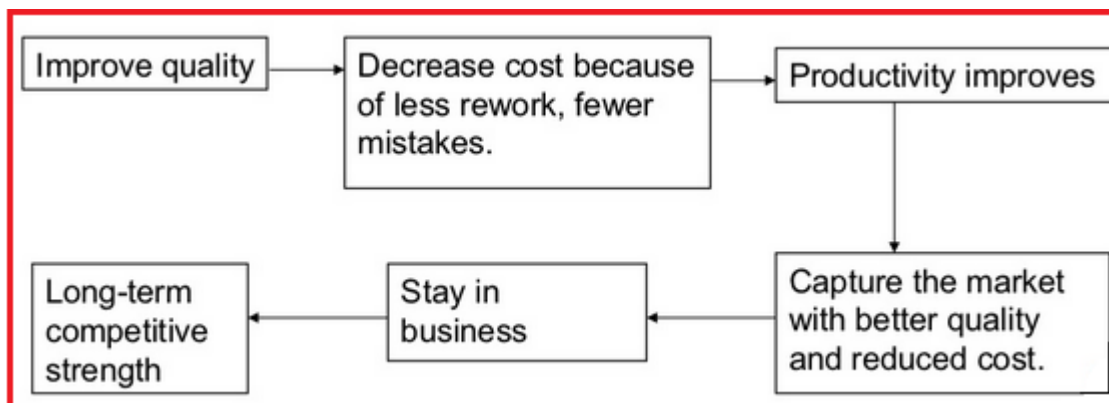 Improve quality
Decrease cost because
of less rework, fewer
mistakes.
Productivity improves
Capture the market
with better quality
and reduced cost.
Stay in
business
Long-term
competitive
strength